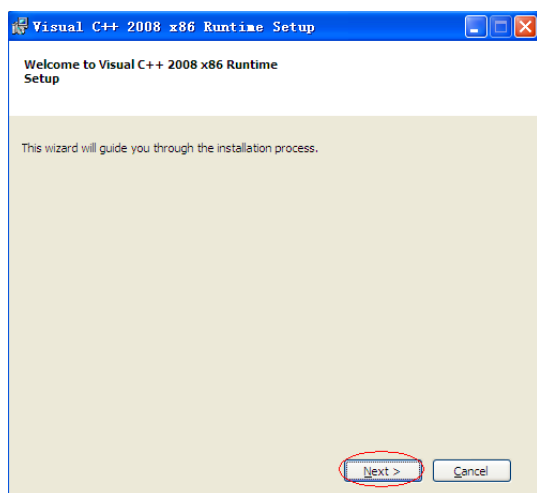 Visual C++ 2008 x86 Runtime Setup
Welcome to Visual C++ 2008 x86 Runtime
Setup
This wizard will guide you through the installation process.
Next > Cancel